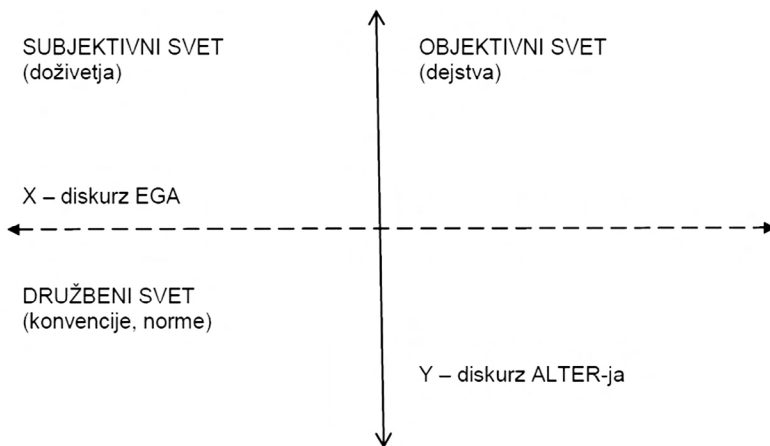 SUBJEKTIVNI SVET
(doživetja)
OBJEKTIVNI SVET
(dejstva)
X – diskurz EGA
DRUŽBENI SVET
(konvencije, norme)
Y – diskurz ALTER-ja